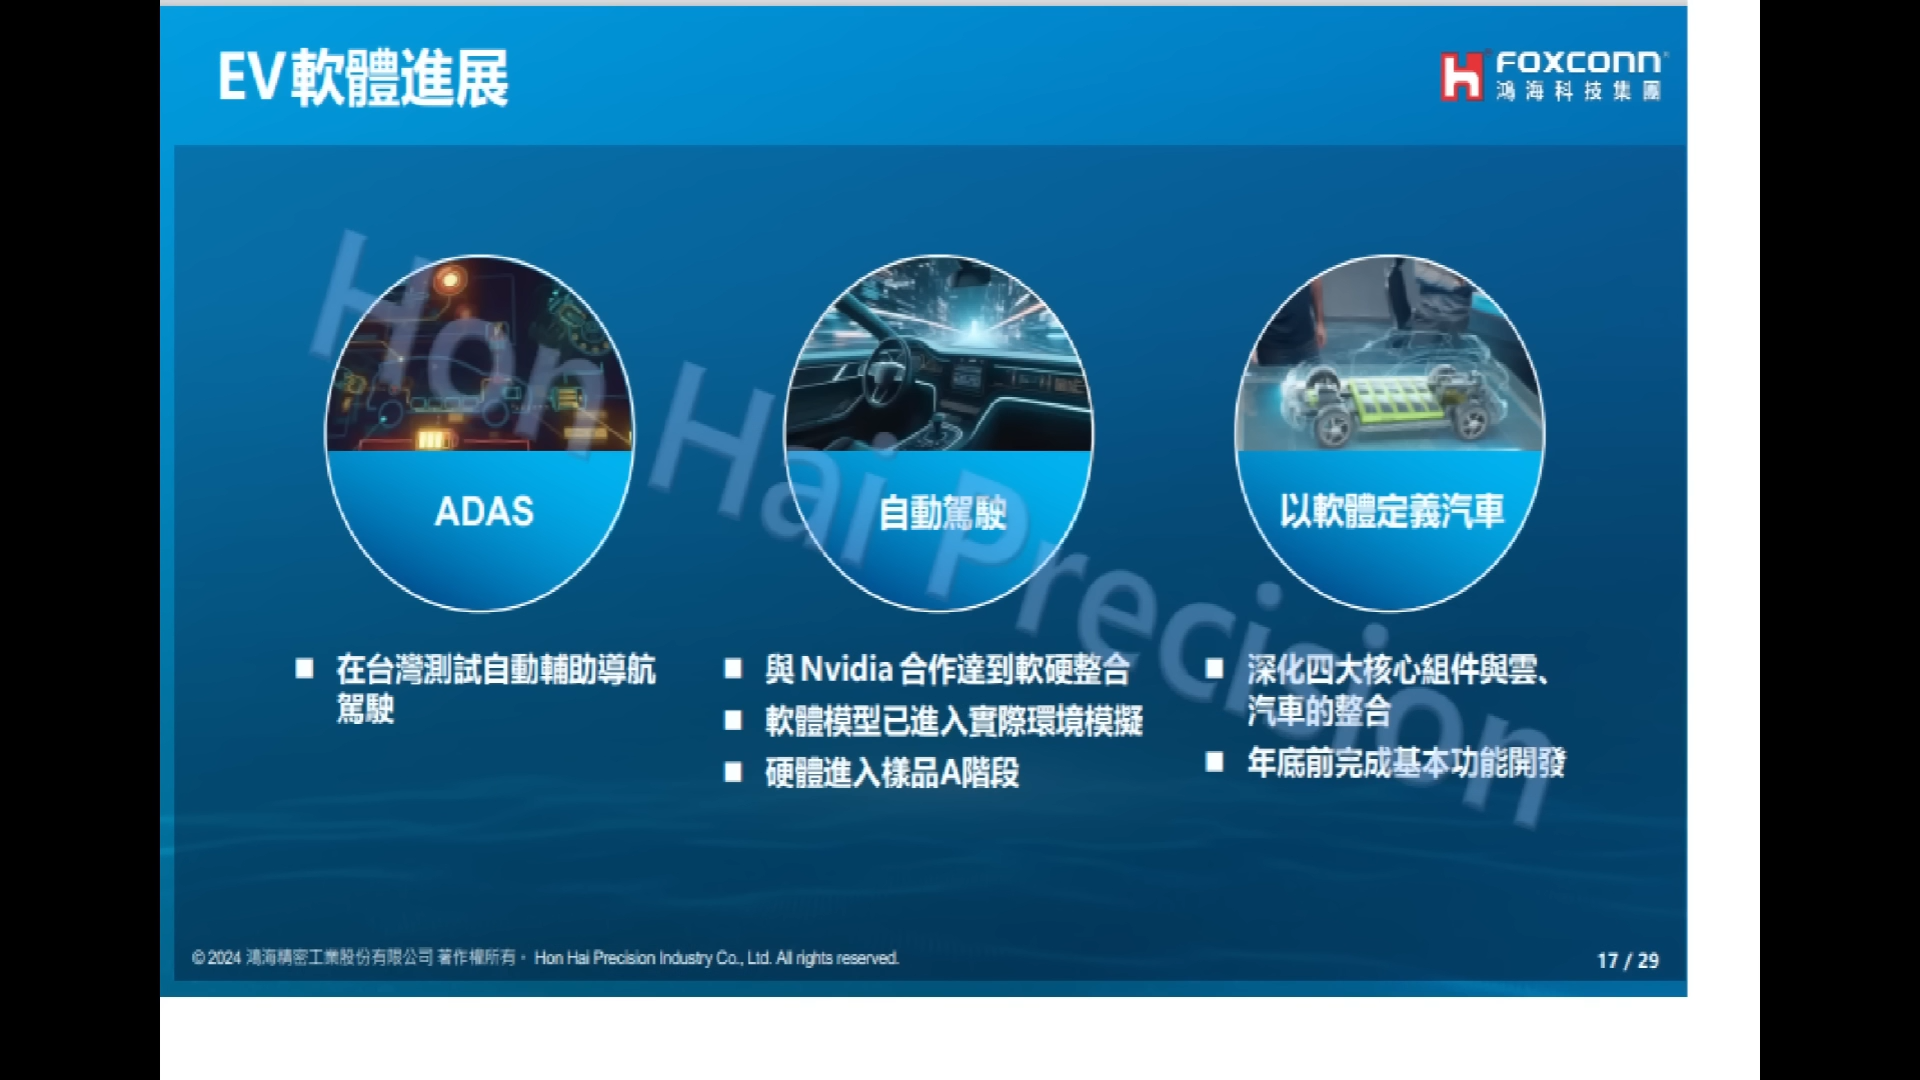 EV軟體進展
FOXCONN
鴻海科技集團
Hon Hai Precision
ADAS
自動駕駛
以軟體定義汽車
■ 在台灣測試自動輔助導航
駕駛
■ 與 Nvidia 合作達到軟硬整合
■ 軟體模型已進入實際環境模擬
■ 硬體進入樣品A階段
■ 深化四大核心組件與雲、
汽車的整合
■ 年底前完成基本功能開發
© 2024 鴻海精密工業股份有限公司 著作權所有。 Hon Hai Precision Industry Co., Ltd. All rights reserved.
17 / 29